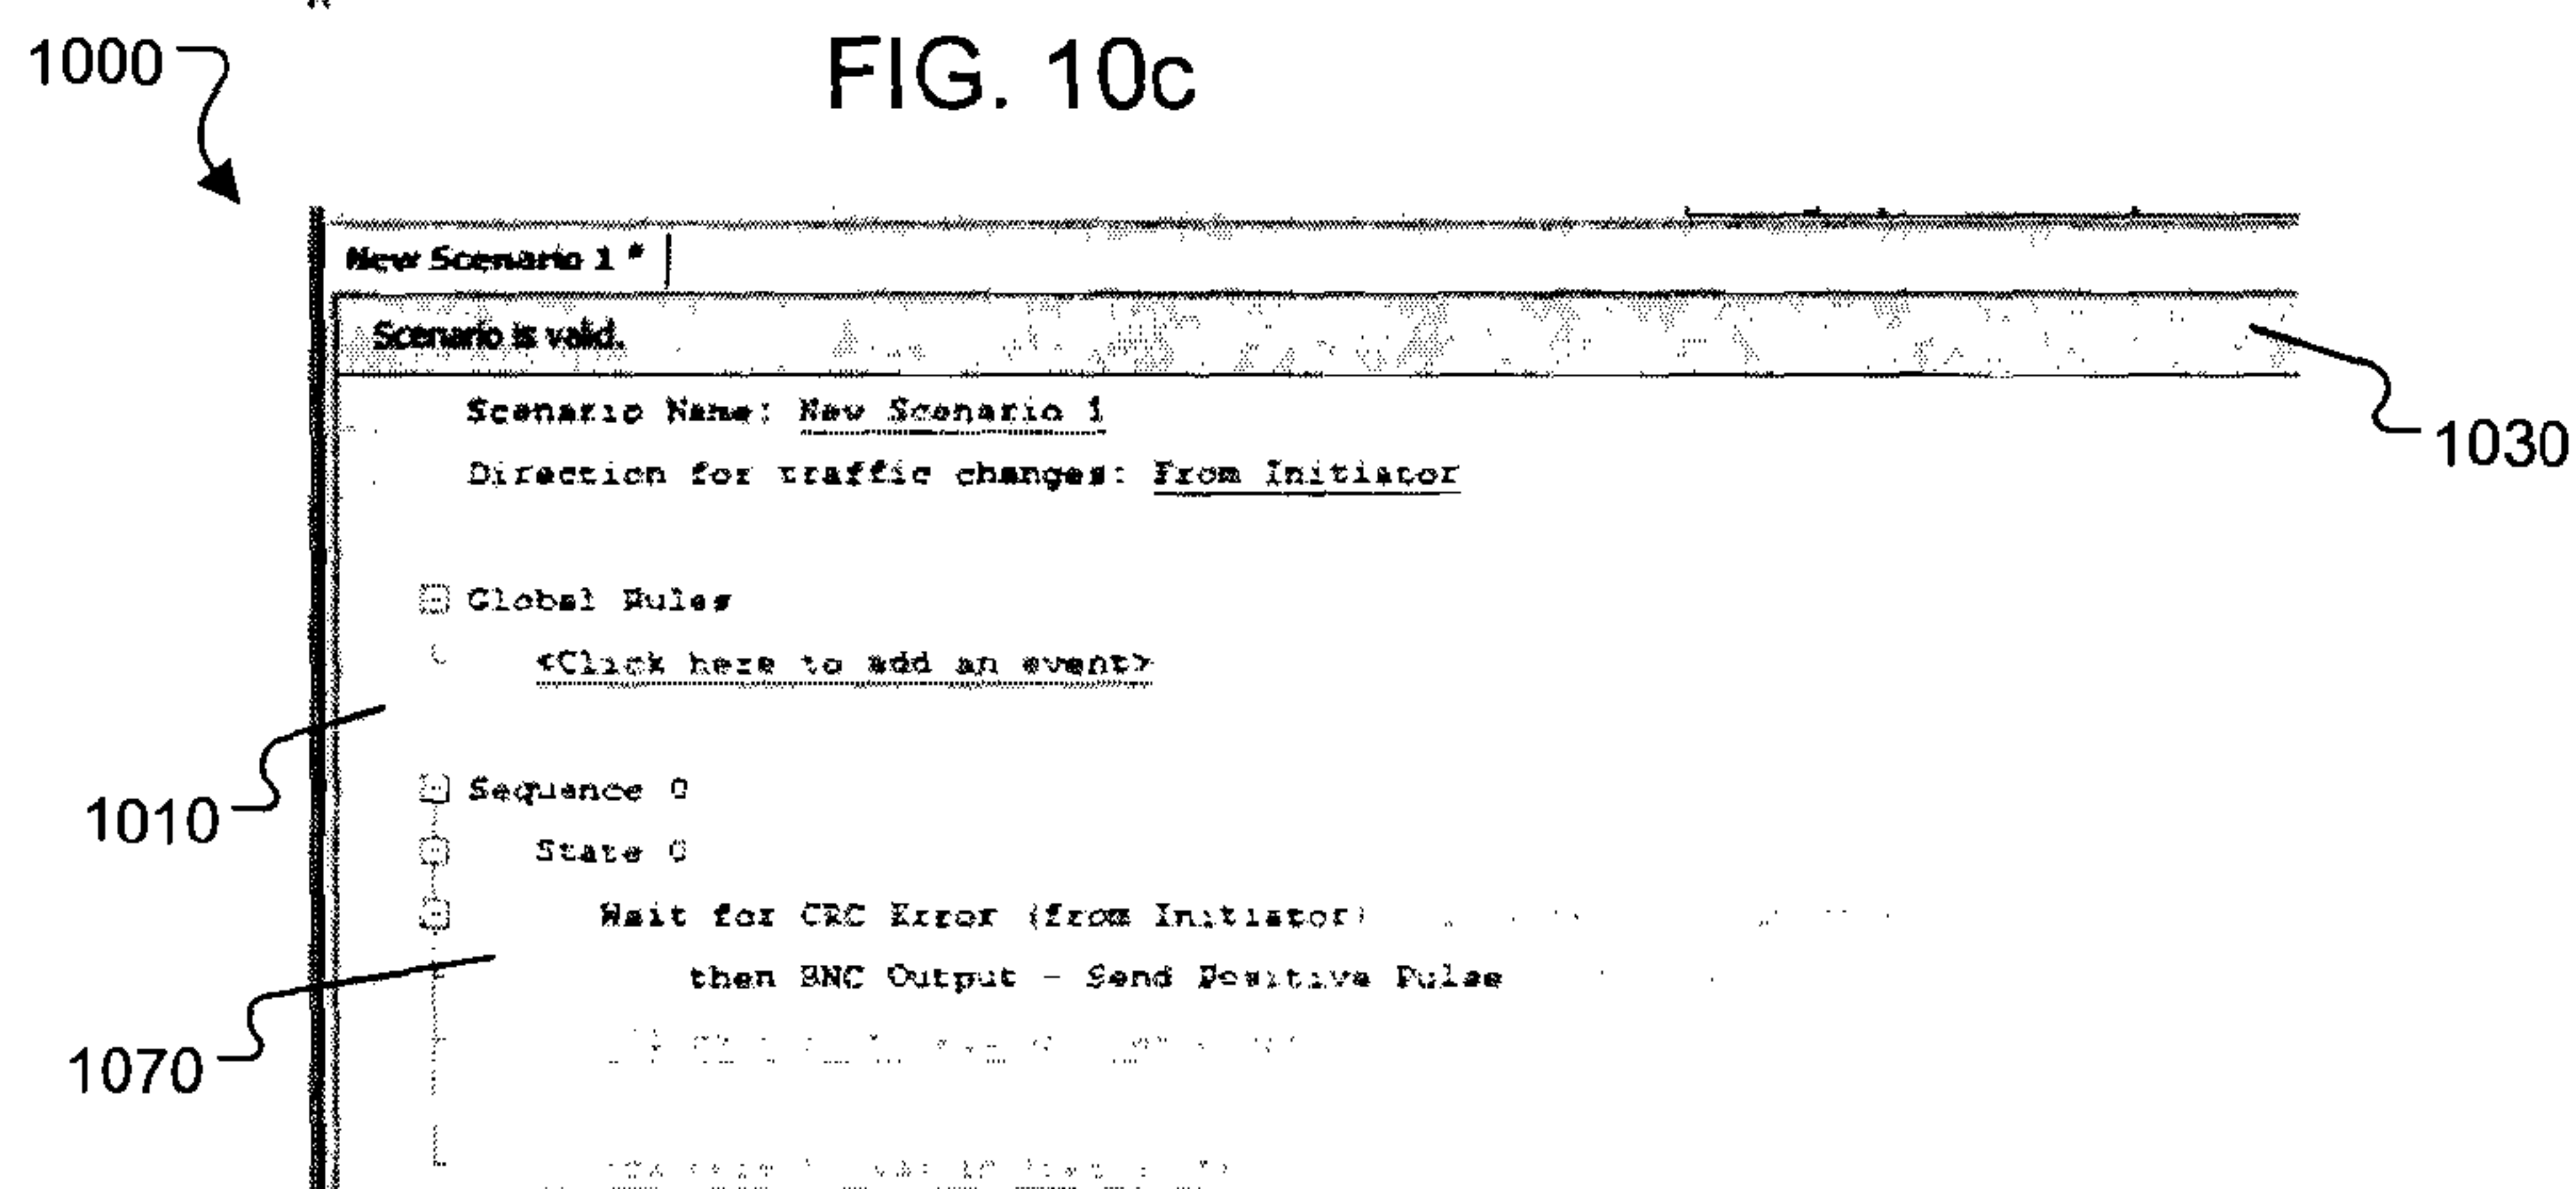 FIG. 10c
1000
New Scenario 1 *
Scenario is valid.
1030
Scenario Name: New Scenario 1
Direction for traffic changes: From Initiator
Global Rules
<Click here to add an event>
1010
Sequence 0
State 0
Wait for CRC Error (from Initiator)
then BNC Output - Send Positive Pulse
1070